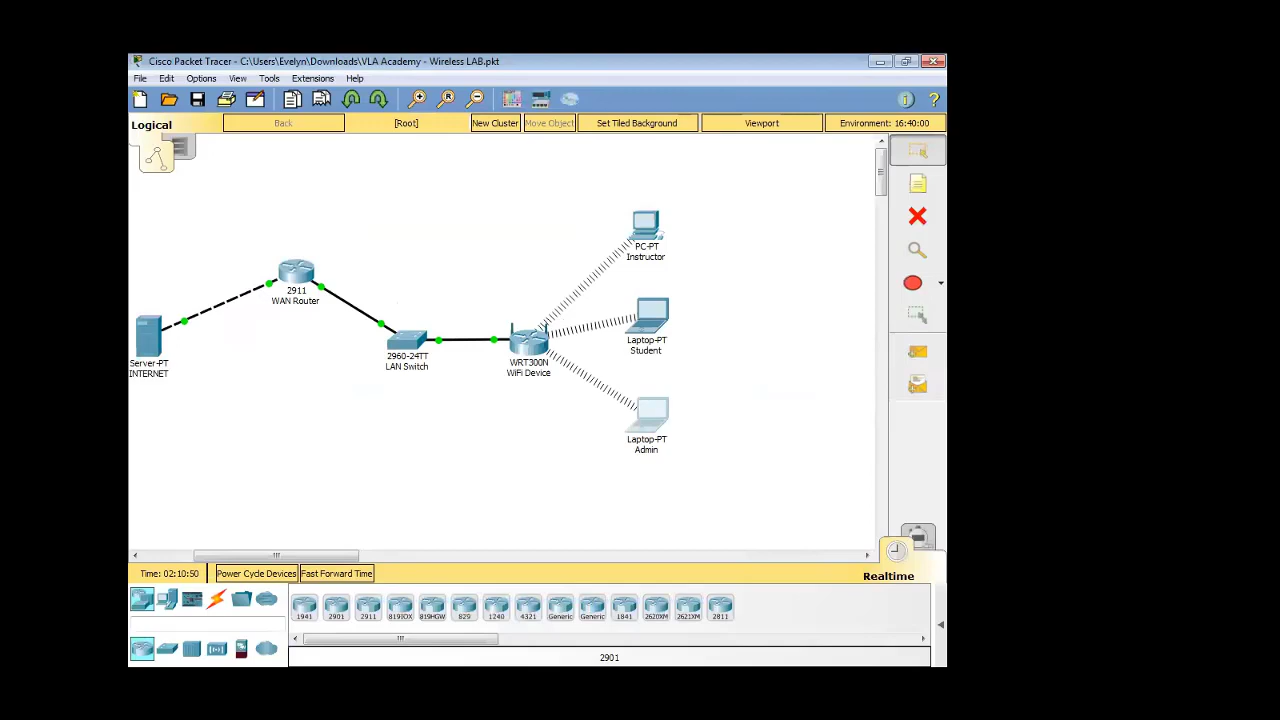 Cisco Packet Tracer - C:\Users\Evelyn\Downloads\VLA Academy - Wireless LAB.pkt
File Edit Options View Tools Extensions Help
Logical Back [Root] New Cluster Move Object Set Tiled Background Viewport Environment: 16:40:00
PC-PT
Instructor
2911
WAN Router
Laptop-PT
Student
2960-24TT
LAN Switch
WRT300N
WiFi Device
Server-PT
INTERNET
Laptop-PT
Admin
Time: 02:10:50 Power Cycle Devices Fast Forward Time Realtime
1941 2901 2911 819IOX 819HGW 829 1240 4321 Generic Generic 1841 2620XM 2621XM 2811
2901